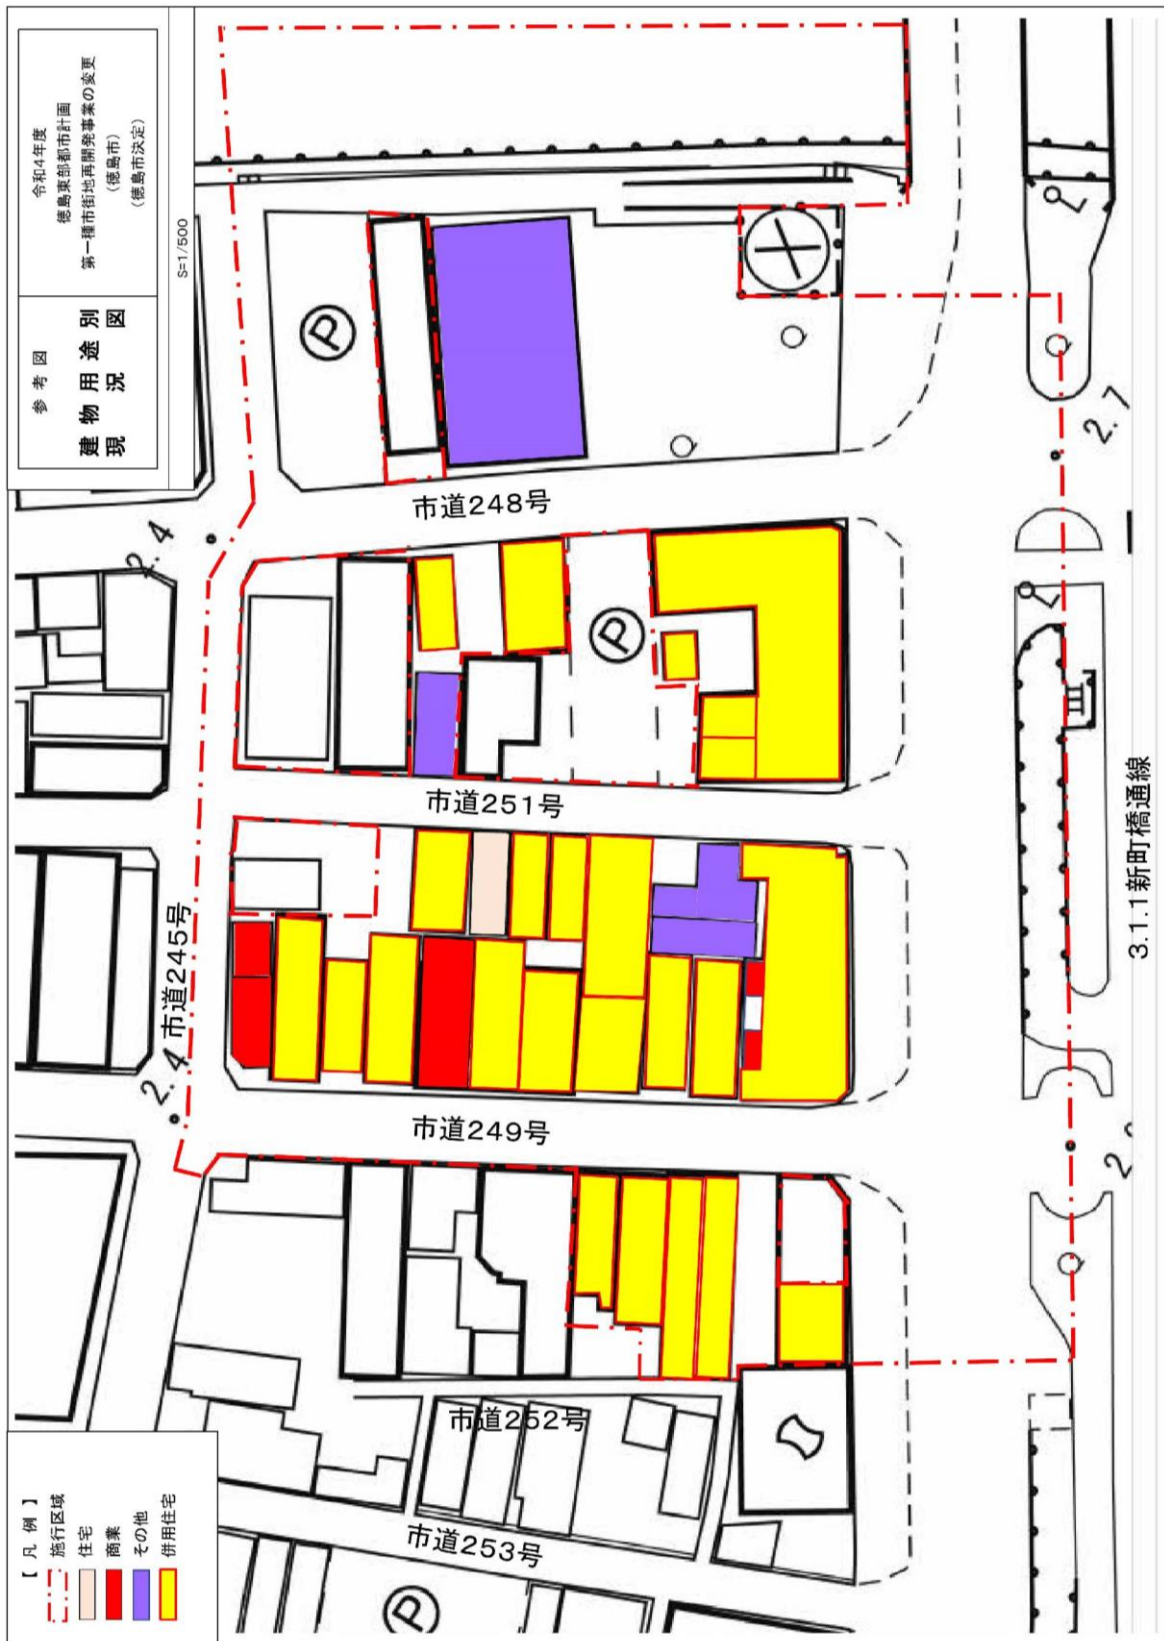 参考図
建物用途別
現況図
令和4年度
徳島東部都市計画
第一種市街地再開発事業の変更
(徳島市)
(徳島市決定)
S=1/500
P
市道248号
2.4
2.7
P
市道251号
市道245号
2.4
市道249号
3.1.1新町橋通線
市道252号
市道253号
P
【凡例】
施行区域
住宅
商業
その他
併用住宅